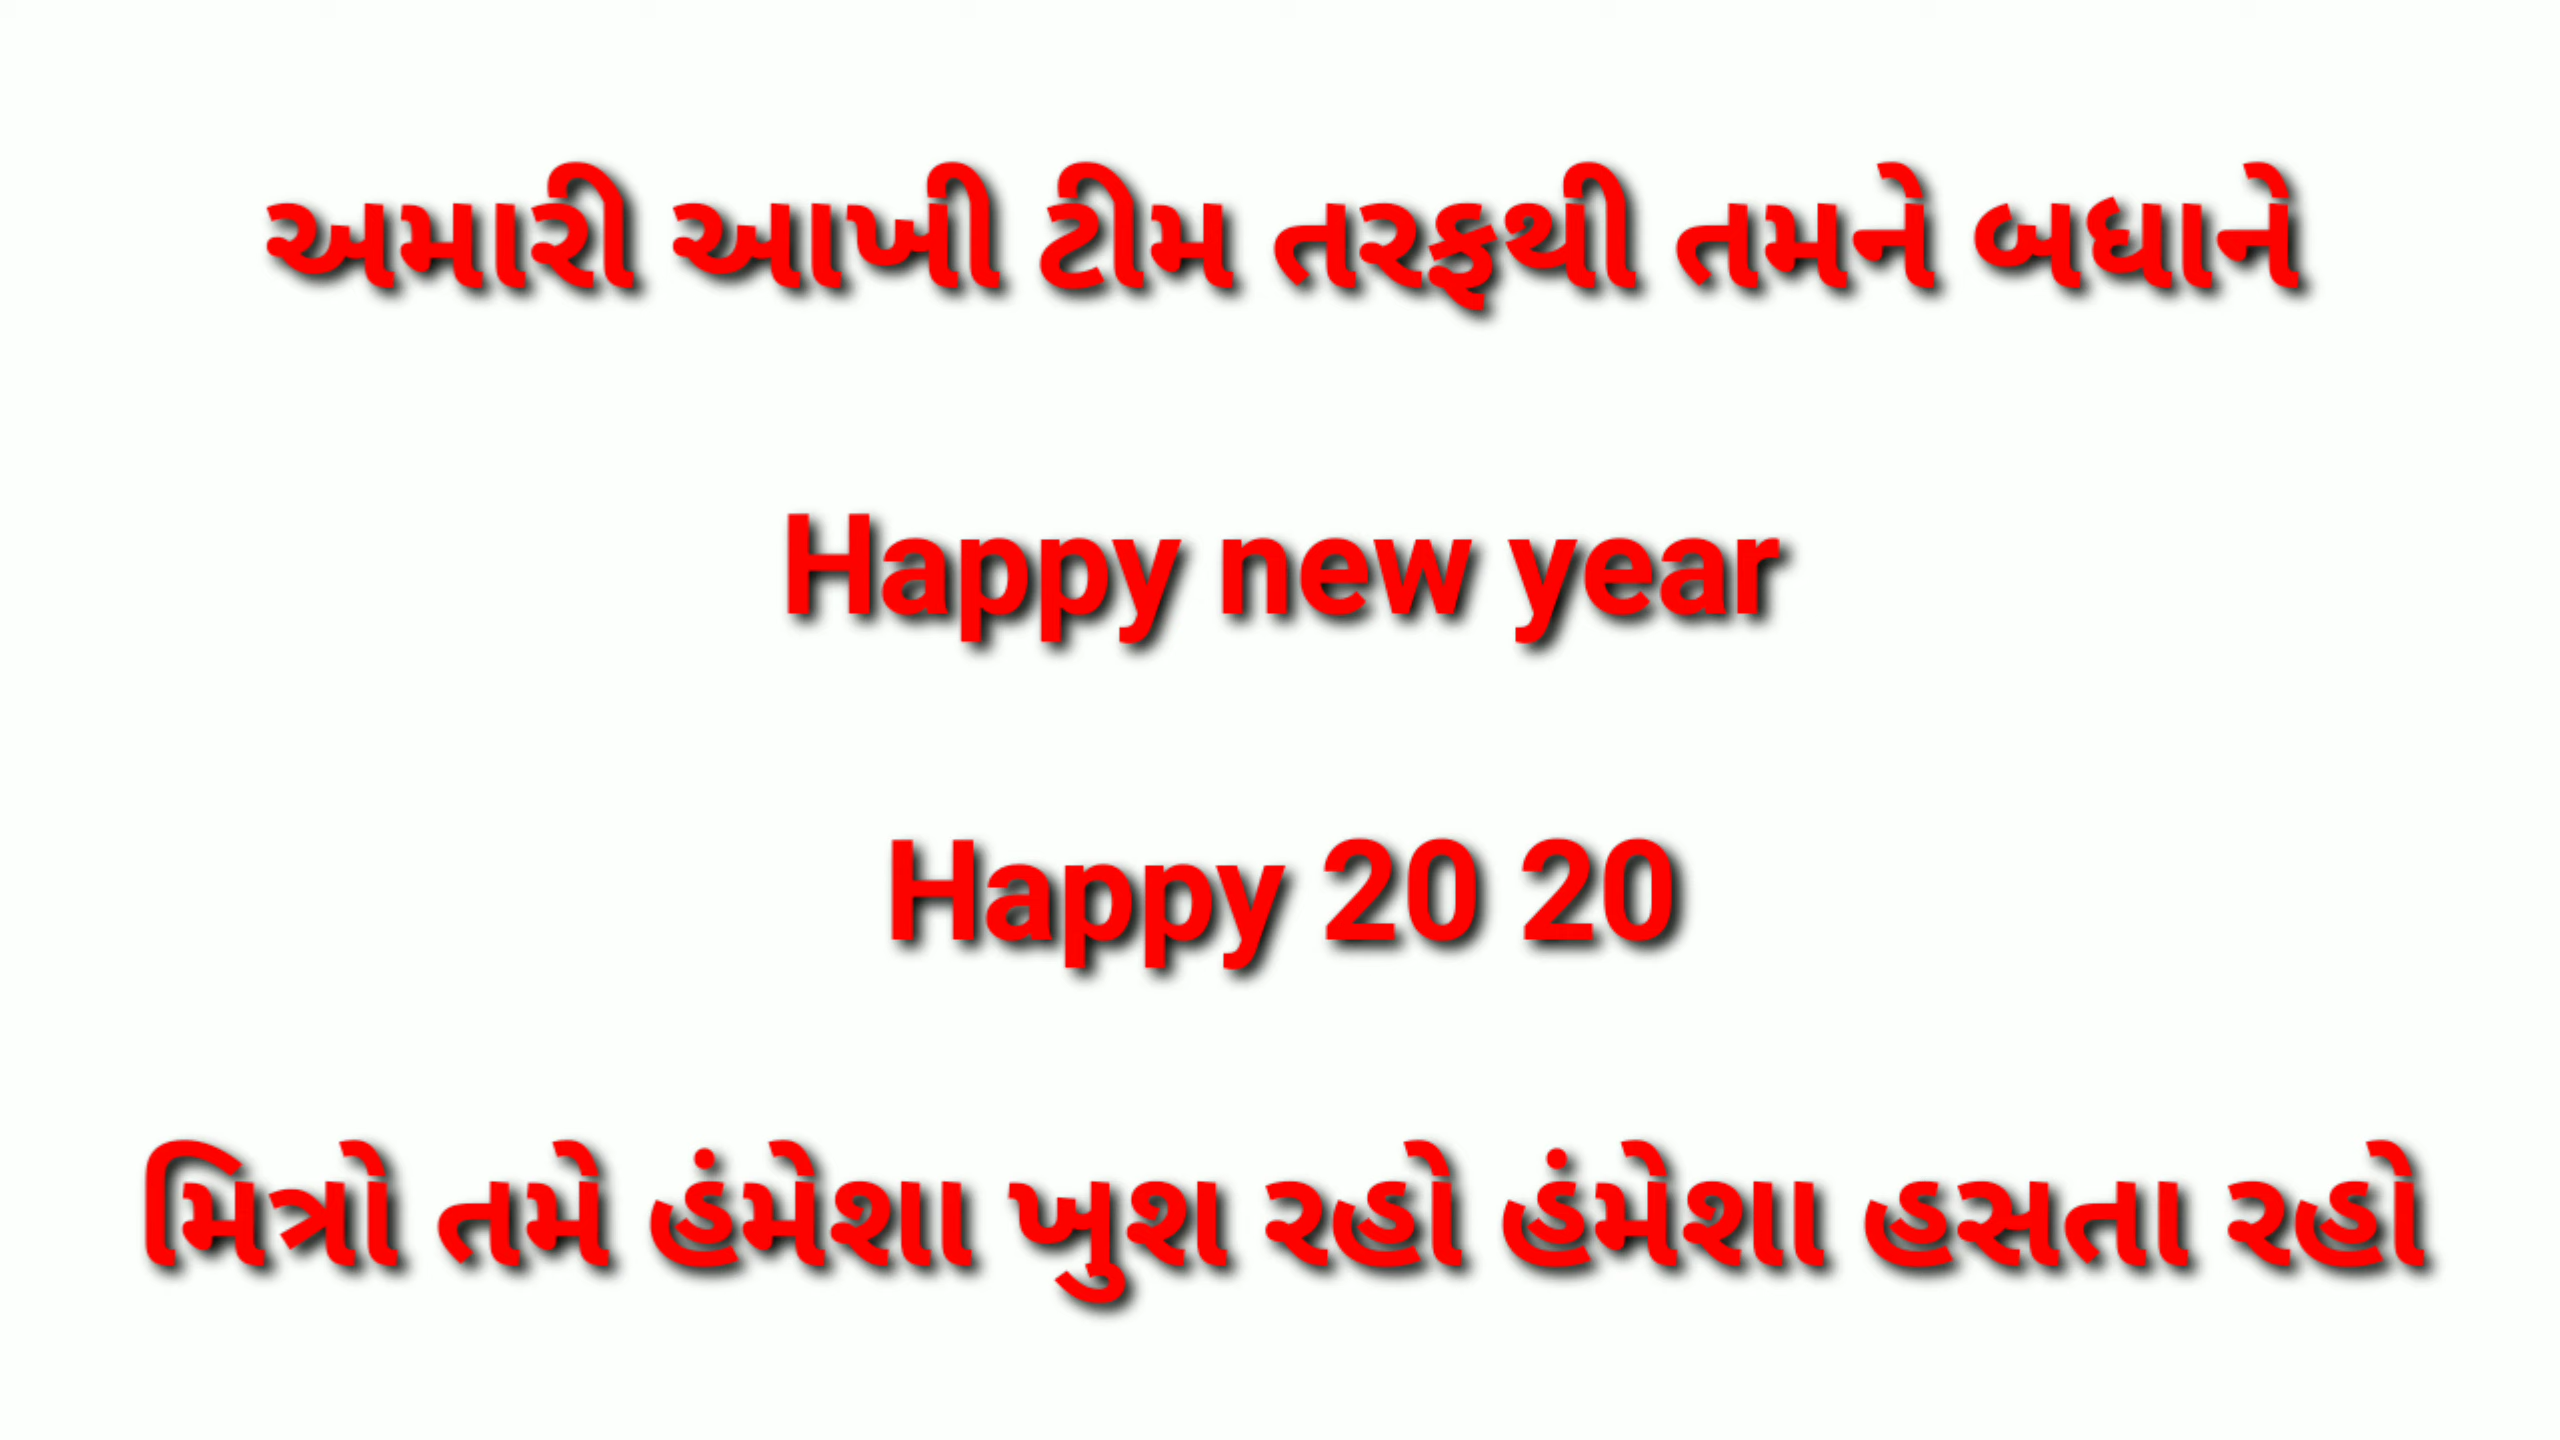 અમારી આખી ટીમ તરફથી તમને બધાને
Happy new year
Happy 20 20
મિત્રો તમે હંમેશા ખુશ રહો હંમેશા હસતા રહો